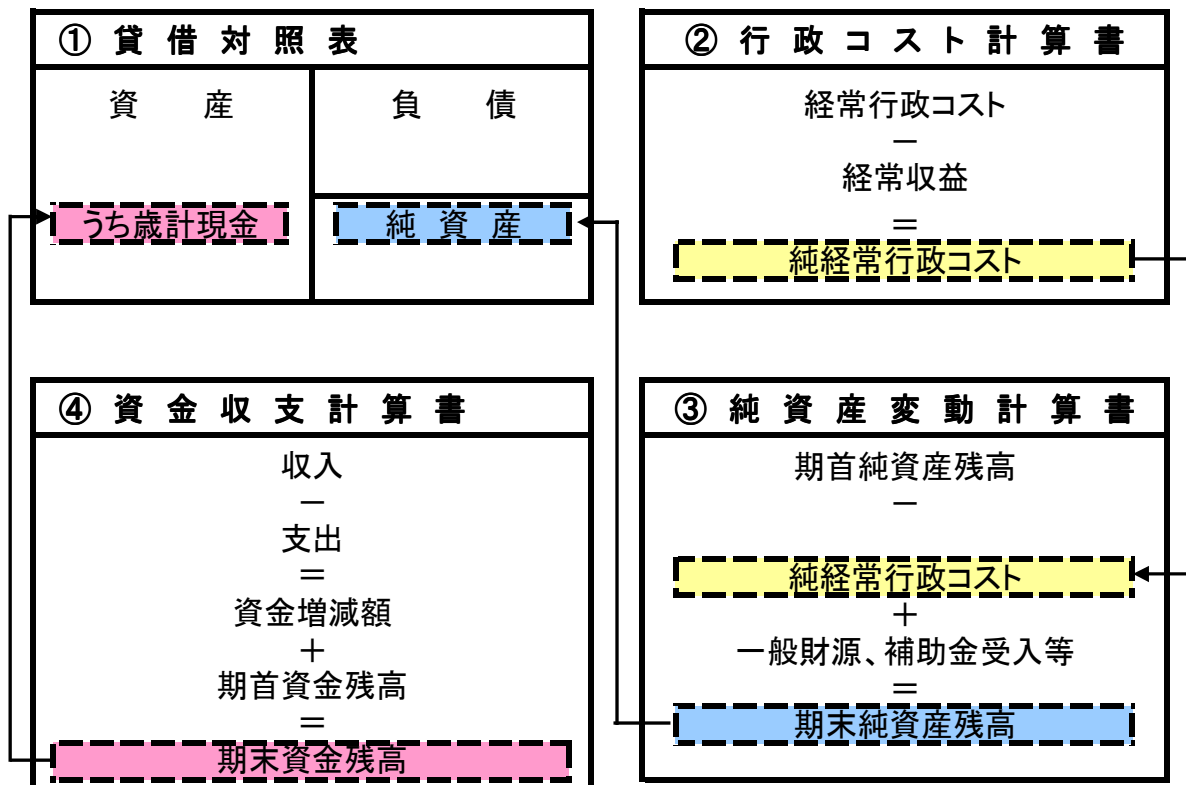 ①貸借対照表
資産
負債
うち歳計現金
純資産
②行政コスト計算書
経常行政コスト
－
経常収益
＝
純経常行政コスト
④資金収支計算書
収入
－
支出
＝
資金増減額
＋
期首資金残高
＝
期末資金残高
③純資産変動計算書
期首純資産残高
－
純経常行政コスト
＋
一般財源、補助金受入等
＝
期末純資産残高